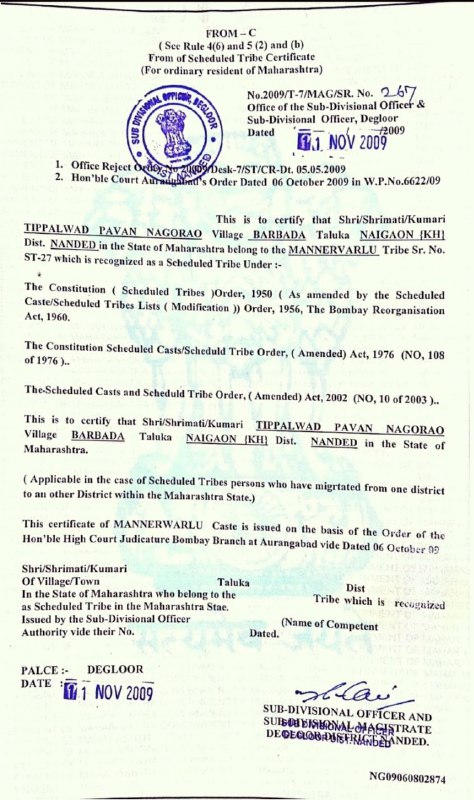 FROM – C
( See Rule 4(6) and 5 (2) and (b)
From of Scheduled Tribe Certificate
(For ordinary resident of Maharashtra)
No.2009/T-7/MAG/SR. No. 267
Office of the Sub-Divisional Officer &
Sub-Divisional Officer, Degloor
Dated /2009
11 NOV 2009
SUB DIVISIONAL OFFICER, DEGLOOR
DIST. NANDED
1. Office Reject Order No 20009/Desk-7/ST/CR-Dt. 05.05.2009
2. Hon'ble Court Aurangabad's Order Dated 06 October 2009 in W.P.No.6622/09
This is to certify that Shri/Shrimati/Kumari
TIPPALWAD PAVAN NAGORAO Village BARBADA Taluka NAIGAON {KH}
Dist. NANDED in the State of Maharashtra belong to the MANNERVARLU Tribe Sr. No.
ST-27 which is recognized as a Scheduled Tribe Under :-
The Constitution ( Scheduled Tribes )Order, 1950 ( As amended by the Scheduled
Caste/Scheduled Tribes Lists ( Modification )) Order, 1956, The Bombay Reorganisation
Act, 1960.
The Constitution Scheduled Casts/Scheduld Tribe Order, ( Amended) Act, 1976 (NO, 108
of 1976 )..
The-Scheduled Casts and Scheduld Tribe Order, ( Amended) Act, 2002 (NO, 10 of 2003 )..
This is to certify that Shri/Shrimati/Kumari TIPPALWAD PAVAN NAGORAO
Village BARBADA Taluka NAIGAON {KH} Dist. NANDED in the State of
Maharashtra.
( Applicable in the case of Scheduled Tribes persons who have migrtated from one district
to an other District within the Maharashtra State.)
This certificate of MANNERWARLU Caste is issued on the basis of the Order of the
Hon'ble High Court Judicature Bombay Branch at Aurangabad vide Dated 06 October 09
Shri/Shrimati/Kumari
Of Village/Town Taluka Dist
In the State of Maharashtra who belong to the Tribe which is recognized
as Scheduled Tribe in the Maharashtra Stae.
Issued by the Sub-Divisional Officer (Name of Competent
Authority vide their No. Dated.
PALCE :- DEGLOOR
DATE : 11 NOV 2009
SUB-DIVISIONAL OFFICER AND
SUB-DIVISIONAL MAGISTRATE
SUB DIVISIONAL OFFICER
DEGLOOR DISTRICT NANDED.
DEGLOOR DIST. NANDED
NG09060802874